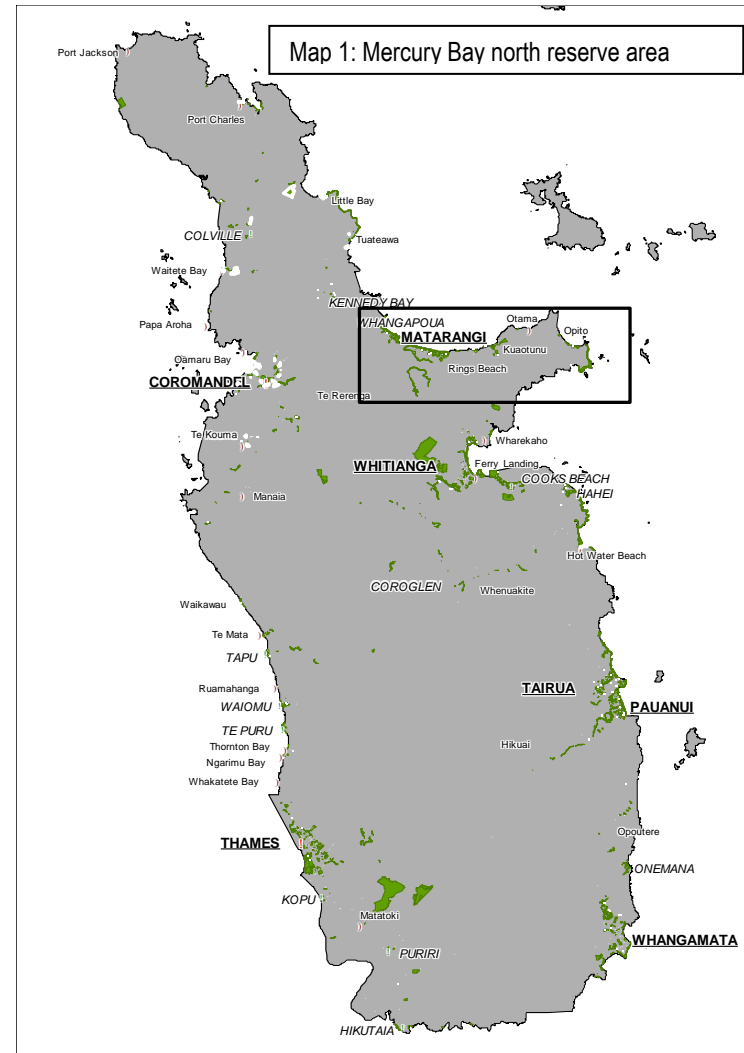 Map 1: Mercury Bay north reserve area
Port Jackson
Port Charles
Little Bay
COLVILLE
Tuateawa
Waitete Bay
KENNEDY BAY
WHANGAPOUA
Otama
Papa Aroha
MATARANGI
Opito
Kuaotunu
Oamaru Bay
Rings Beach
COROMANDEL
Te Rerenga
Te Kouma
Wharekaho
WHITIANGA
Ferry Landing
COOKS BEACH
HAHEI
Manaia
Hot Water Beach
COROGLEN
Whenuakite
Waikawau
Te Mata
TAPU
Ruamahanga
TAIRUA
WAIOMU
PAUANUI
TE PURU
Thornton Bay
Hikuai
Ngarimu Bay
Whakatete Bay
Opoutere
THAMES
ONEMANA
KOPU
Matatoki
WHANGAMATA
PURIRI
HIKUTAIA